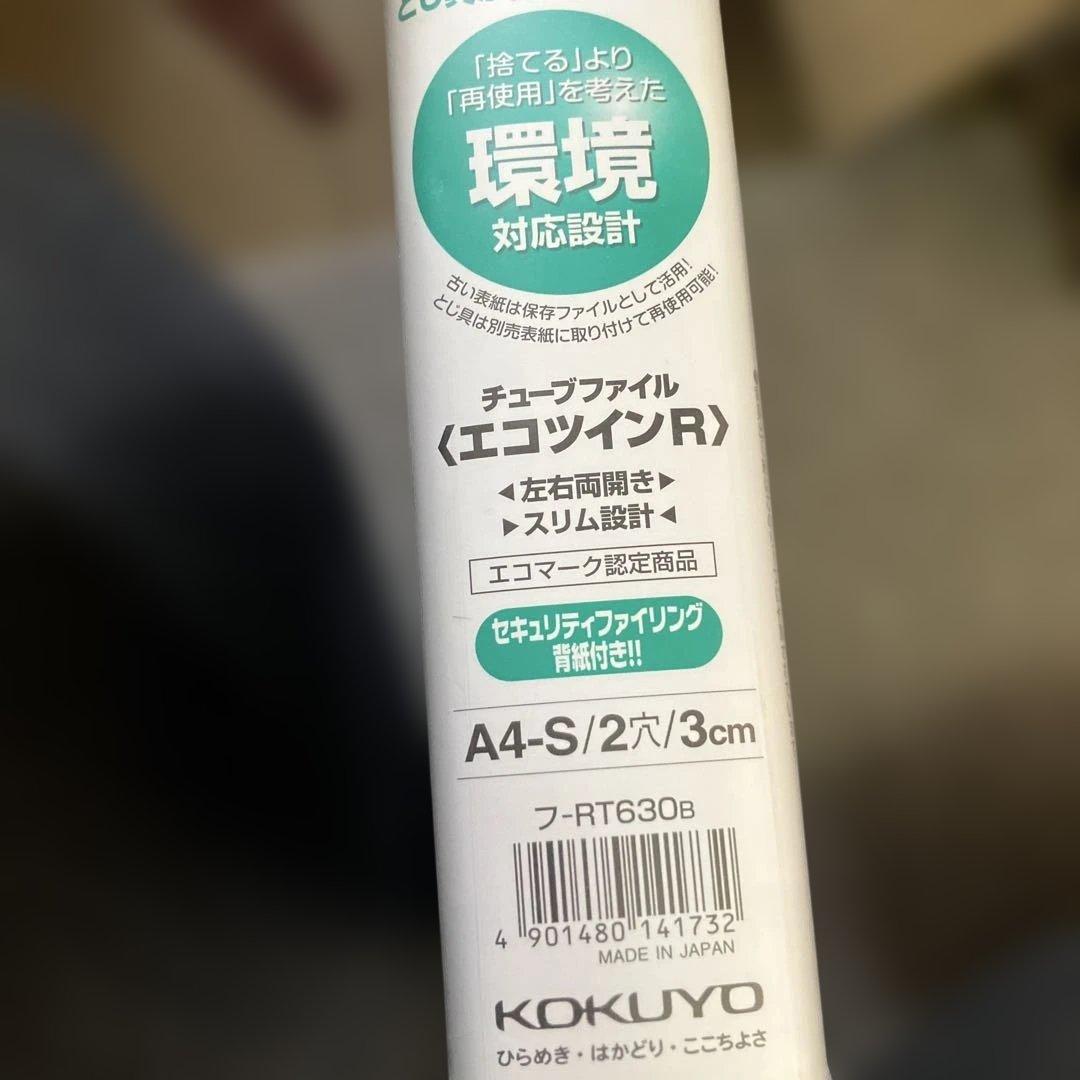 「捨てる」より
「再使用」を考えた
環境
対応設計
古い表紙は保存ファイルとして活用!
とじ具は別売表紙に取り付けて再使用可能!
チューブファイル
〈エコツインR〉
◀左右両開き▶
▶スリム設計◀
エコマーク認定商品
セキュリティファイリング
背紙付き!!
A4-S/2穴/3cm
フ-RT630B
4 901480 141732
MADE IN JAPAN
KOKUYO
ひらめき・はかどり・ここちよさ